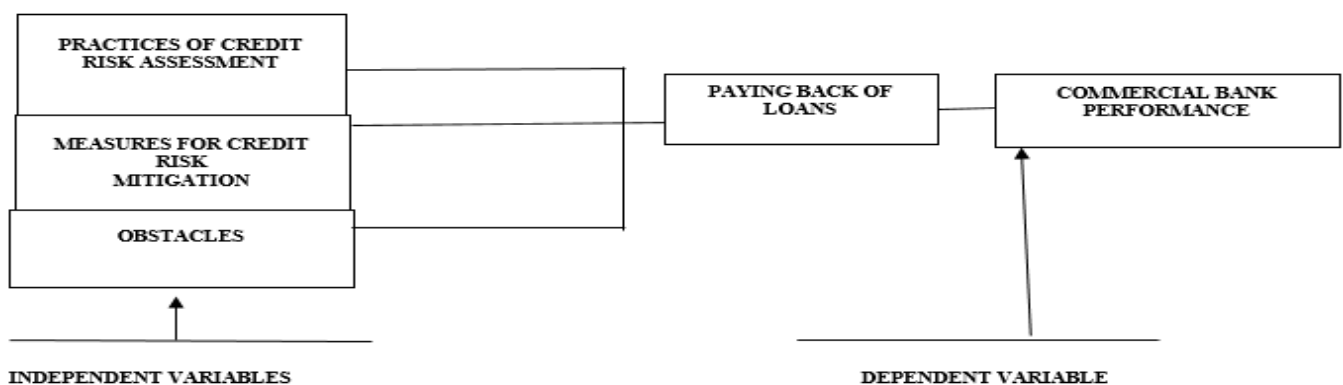 PRACTICES OF CREDIT
RISK ASSESSMENT
MEASURES FOR CREDIT
RISK
MITIGATION
OBSTACLES
PAYING BACK OF
LOANS
COMMERCIAL BANK
PERFORMANCE
INDEPENDENT VARIABLES
DEPENDENT VARIABLE